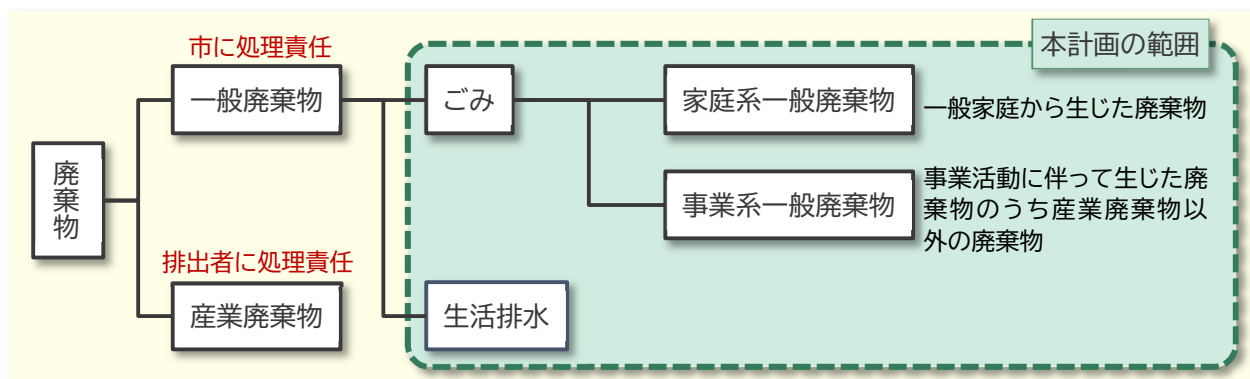 本計画の範囲
市に処理責任
一般廃棄物
ごみ
家庭系一般廃棄物
一般家庭から生じた廃棄物
廃棄物
事業系一般廃棄物
事業活動に伴って生じた廃
棄物のうち産業廃棄物以
外の廃棄物
排出者に処理責任
産業廃棄物
生活排水